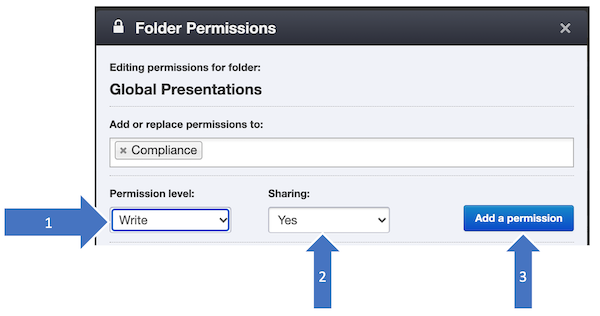 Folder Permissions
Editing permissions for folder:
Global Presentations
Add or replace permissions to:
Compliance
Permission level: Sharing:
1 Write Yes Add a permission
2 3